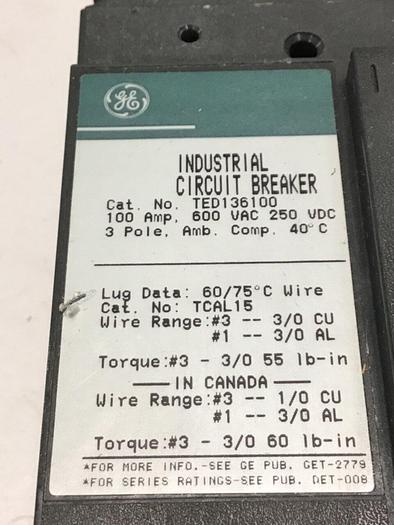 GE
INDUSTRIAL
CIRCUIT BREAKER
Cat. No. TED136100
100 Amp, 600 VAC 250 VDC
3 Pole, Amb. Comp. 40°C
Lug Data: 60/75°C Wire
Cat. No: TCAL15
Wire Range:#3 -- 3/0 CU
#1 -- 3/0 AL
Torque:#3 - 3/0 55 lb-in
IN CANADA
Wire Range:#3 -- 1/0 CU
#1 -- 3/0 AL
Torque:#3 - 3/0 60 lb-in
*FOR MORE INFO.-SEE GE PUB. GET-2779
*FOR SERIES RATINGS-SEE PUB. DET-008